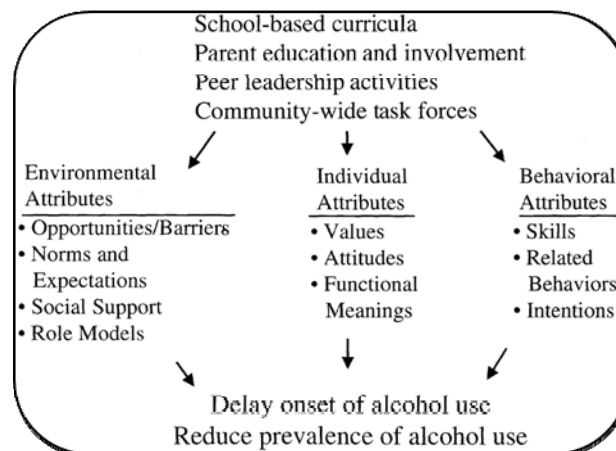 School-based curricula
Parent education and involvement
Peer leadership activities
Community-wide task forces
Environmental
Attributes
• Opportunities/Barriers
• Norms and
Expectations
• Social Support
• Role Models
Individual
Attributes
• Values
• Attitudes
• Functional
Meanings
Behavioral
Attributes
• Skills
• Related
Behaviors
• Intentions
Delay onset of alcohol use
Reduce prevalence of alcohol use